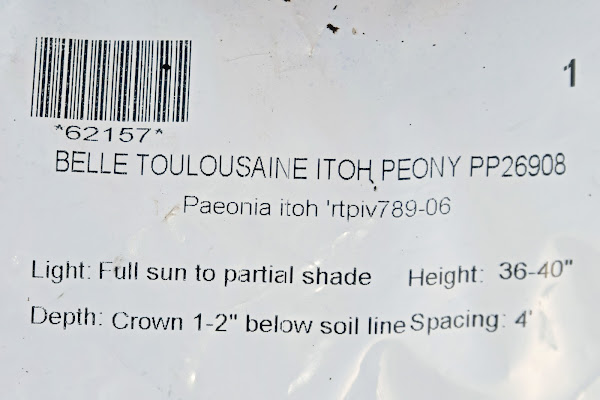 1
*62157*
BELLE TOULOUSAINE ITOH PEONY PP26908
Paeonia itoh 'rtpiv789-06
Light: Full sun to partial shade Height: 36-40"
Depth: Crown 1-2" below soil line Spacing: 4'